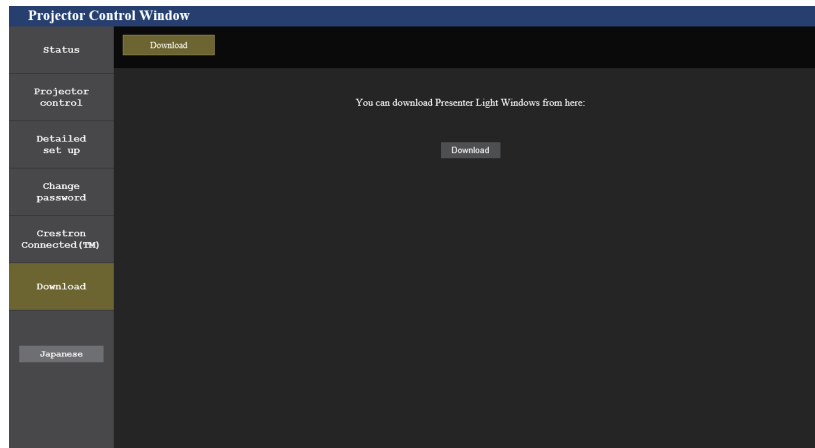 Projector Control Window
Status
Download
Projector
control
You can download Presenter Light Windows from here:
Detailed
set up
Download
Change
password
Crestron
Connected(TM)
Download
Japanese